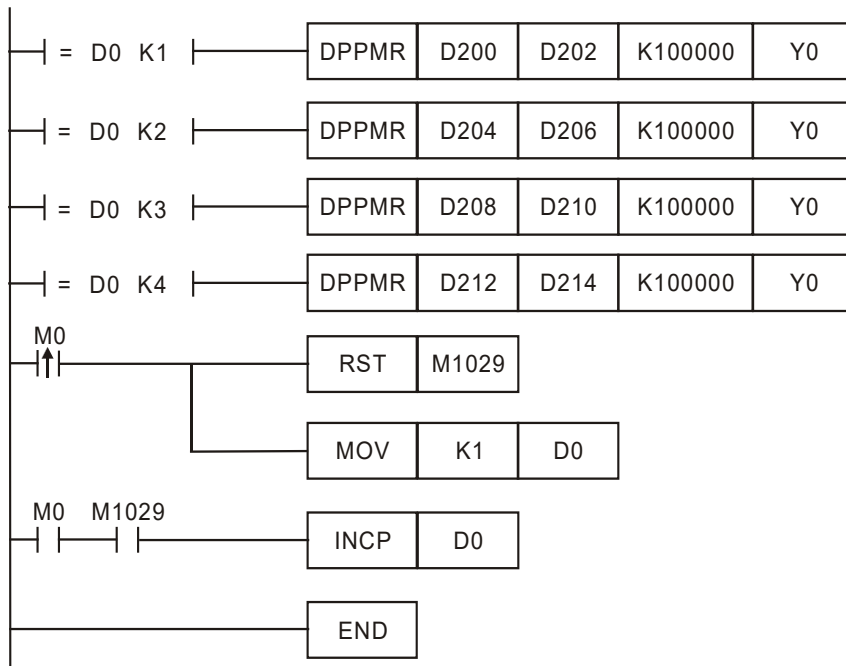 = D0 K1 DPPMR D200 D202 K100000 Y0
= D0 K2 DPPMR D204 D206 K100000 Y0
= D0 K3 DPPMR D208 D210 K100000 Y0
= D0 K4 DPPMR D212 D214 K100000 Y0
M0
RST M1029
MOV K1 D0
M0 M1029
INCP D0
END